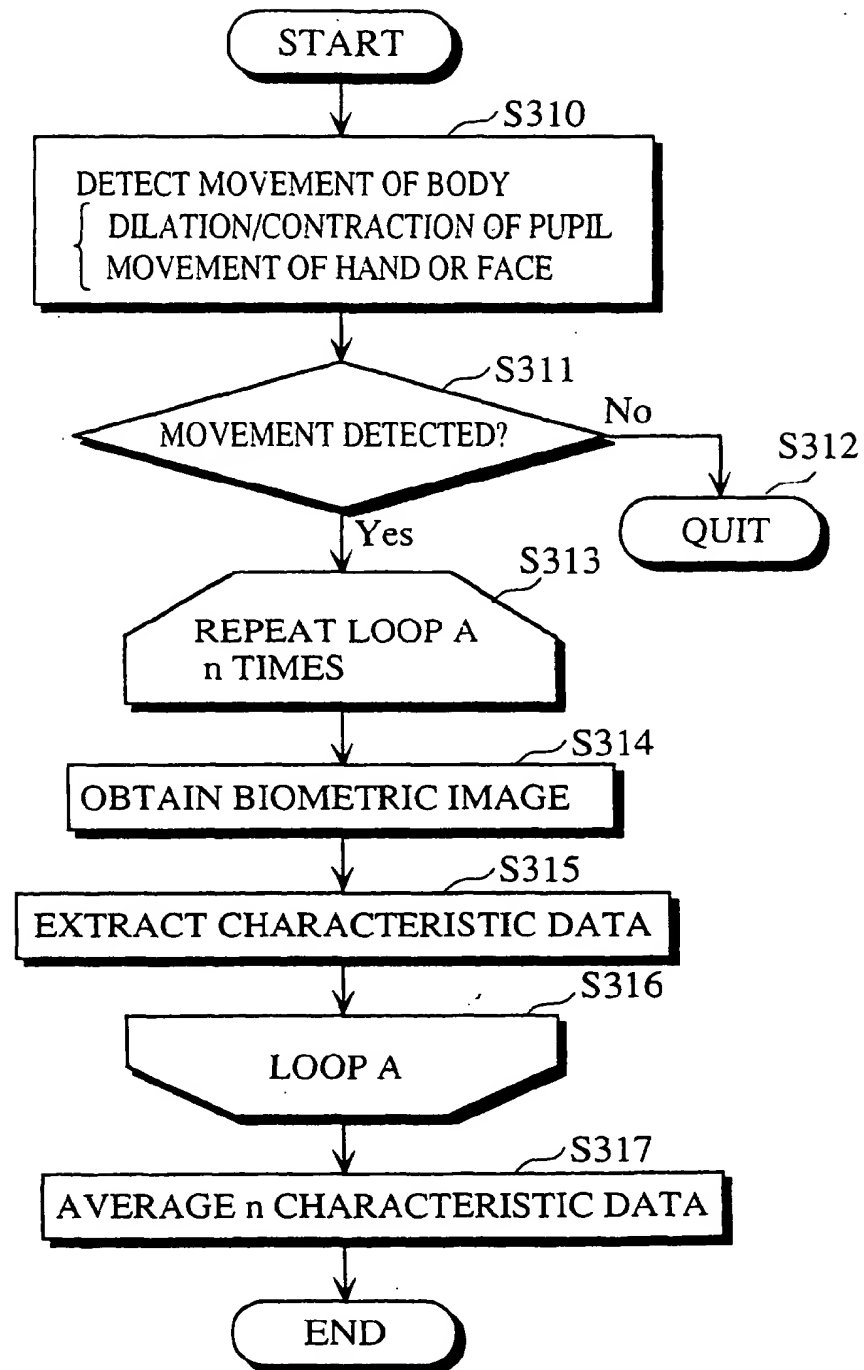 START
S310
DETECT MOVEMENT OF BODY
DILATION/CONTRACTION OF PUPIL
MOVEMENT OF HAND OR FACE
S311
MOVEMENT DETECTED?
No
S312
QUIT
Yes
S313
REPEAT LOOP A
n TIMES
S314
OBTAIN BIOMETRIC IMAGE
S315
EXTRACT CHARACTERISTIC DATA
S316
LOOP A
S317
AVERAGE n CHARACTERISTIC DATA
END